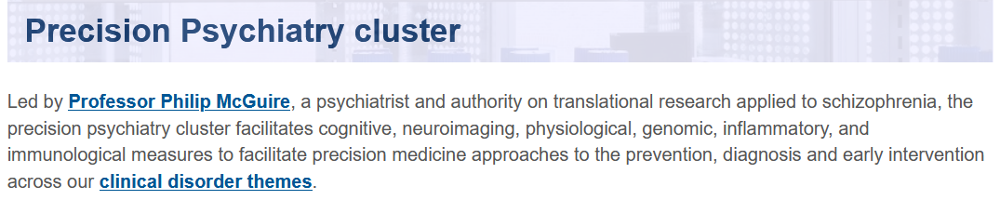 Precision Psychiatry cluster
Led by Professor Philip McGuire, a psychiatrist and authority on translational research applied to schizophrenia, the
precision psychiatry cluster facilitates cognitive, neuroimaging, physiological, genomic, inflammatory, and
immunological measures to facilitate precision medicine approaches to the prevention, diagnosis and early intervention
across our clinical disorder themes.